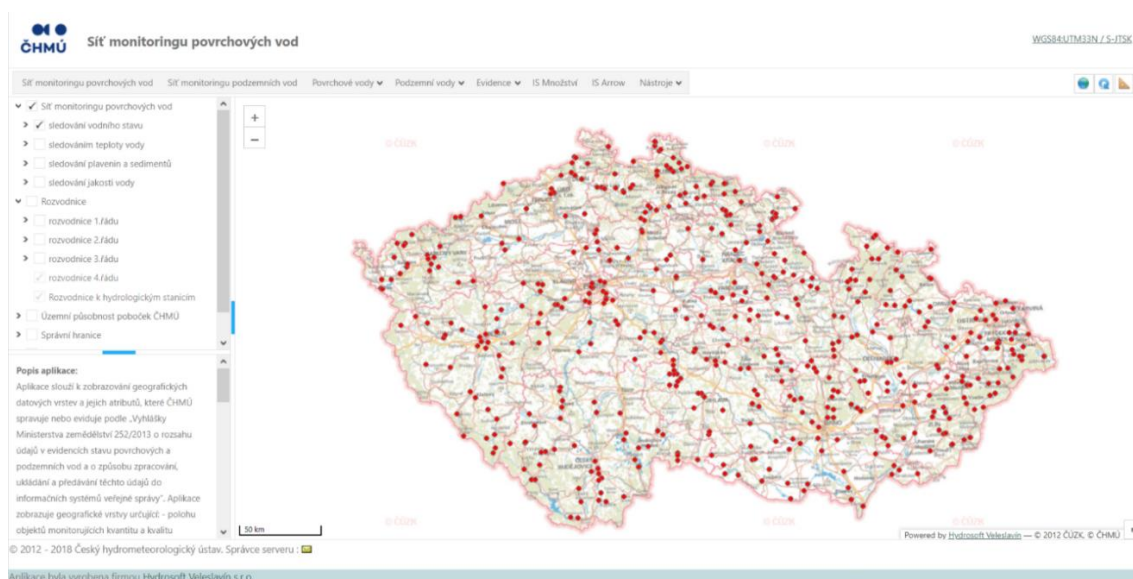 ČHMÚ
Síť monitoringu povrchových vod
WGS84:UTM33N / S-JTSK
Síť monitoringu povrchových vod Síť monitoringu podzemních vod Povrchové vody Podzemní vody Evidence IS Množství IS Arrow Nástroje
Síť monitoringu povrchových vod
sledování vodního stavu
sledováním teploty vody
sledování plavenin a sedimentů
sledování jakosti vody
Rozvodnice
rozvodnice 1.řádu
rozvodnice 2.řádu
rozvodnice 3.řádu
rozvodnice 4.řádu
Rozvodnice k hydrologickým stanicím
Územní působnost poboček ČHMÚ
Správní hranice
Popis aplikace:
Aplikace slouží k zobrazování geografických
datových vrstev a jejich atributů, které ČHMÚ
spravuje nebo eviduje podle „Vyhlášky
Ministerstva zemědělství 252/2013 o rozsahu
údajů v evidencích stavu povrchových a
podzemních vod a o způsobu zpracování,
ukládání a předávání těchto údajů do
informačních systémů veřejné správy“. Aplikace
zobrazuje geografické vrstvy určující: - polohu
objektů monitorujících kvantitu a kvalitu
+
−
© ČÚZK
© ČÚZK
© ČÚZK
© ČÚZK
© ČÚZK
© ČÚZK
50 km
Powered by Hydrosoft Veleslavín — © 2012 ČÚZK, © ČHMÚ
© 2012 - 2018 Český hydrometeorologický ústav. Správce serveru :
Aplikace byla vyrobena firmou Hydrosoft Veleslavín s.r.o.